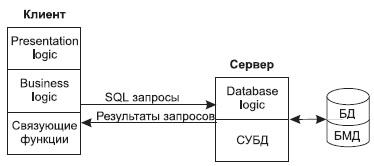 Клиент
Presentation
logic
Business
logic
Связующие
функции
SQL запросы
Результаты запросов
Сервер
Database
logic
СУБД
БД
БМД